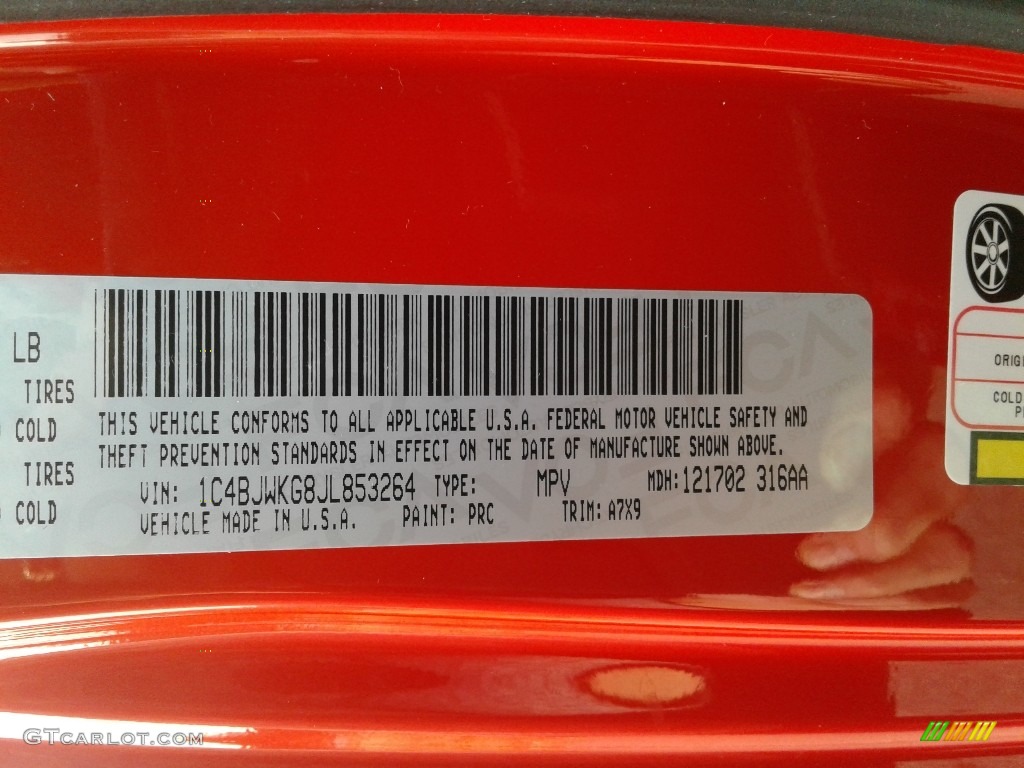 LB
TIRES
COLD
TIRES
COLD
THIS VEHICLE CONFORMS TO ALL APPLICABLE U.S.A. FEDERAL MOTOR VEHICLE SAFETY AND
THEFT PREVENTION STANDARDS IN EFFECT ON THE DATE OF MANUFACTURE SHOWN ABOVE.
VIN: 1C4BJWKG8JL853264 TYPE: MPV MDH:121702 316AA
VEHICLE MADE IN U.S.A. PAINT: PRC TRIM: A7X9
ORIGI
COLD
P
GTCARLOT.COM